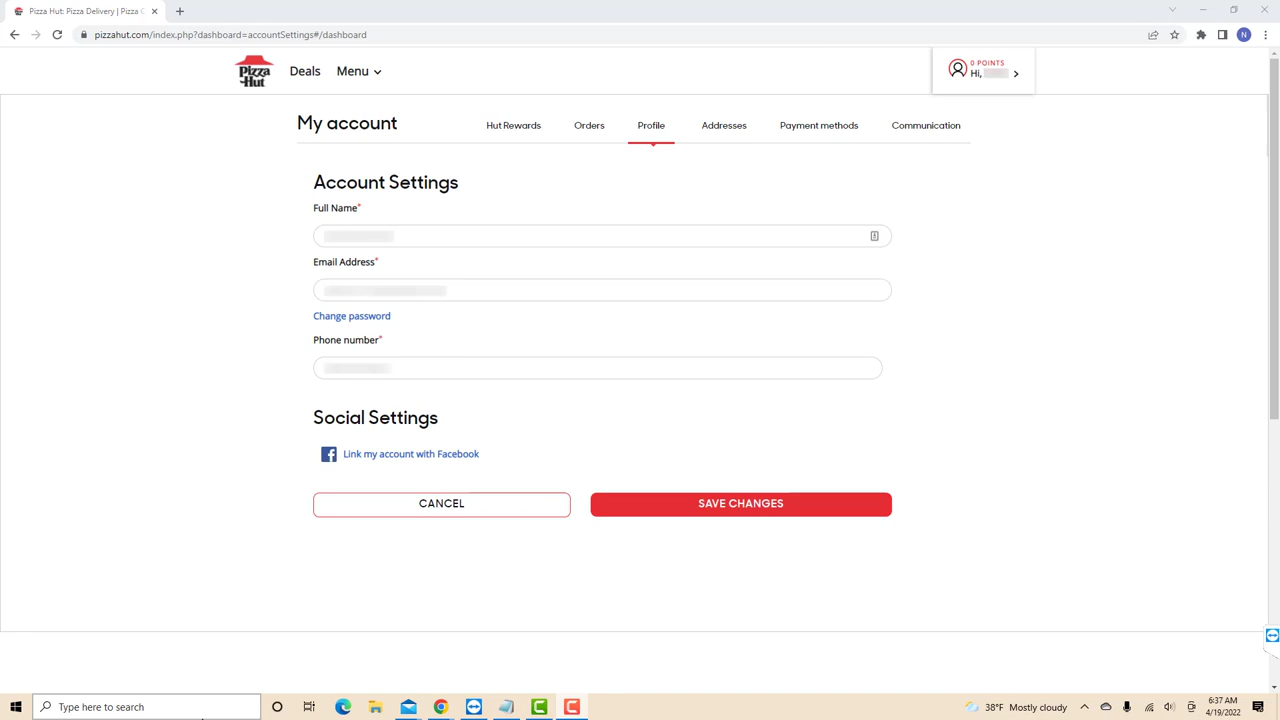 Pizza Hut: Pizza Delivery | Pizza C
pizzahut.com/index.php?dashboard=accountSettings#/dashboard
N
Pizza Hut
Deals
Menu
0 POINTS
Hi,
My account
Hut Rewards
Orders
Profile
Addresses
Payment methods
Communication
Account Settings
Full Name*
Email Address*
Change password
Phone number*
Social Settings
Link my account with Facebook
CANCEL
SAVE CHANGES
Type here to search
38°F Mostly cloudy
6:37 AM
4/19/2022